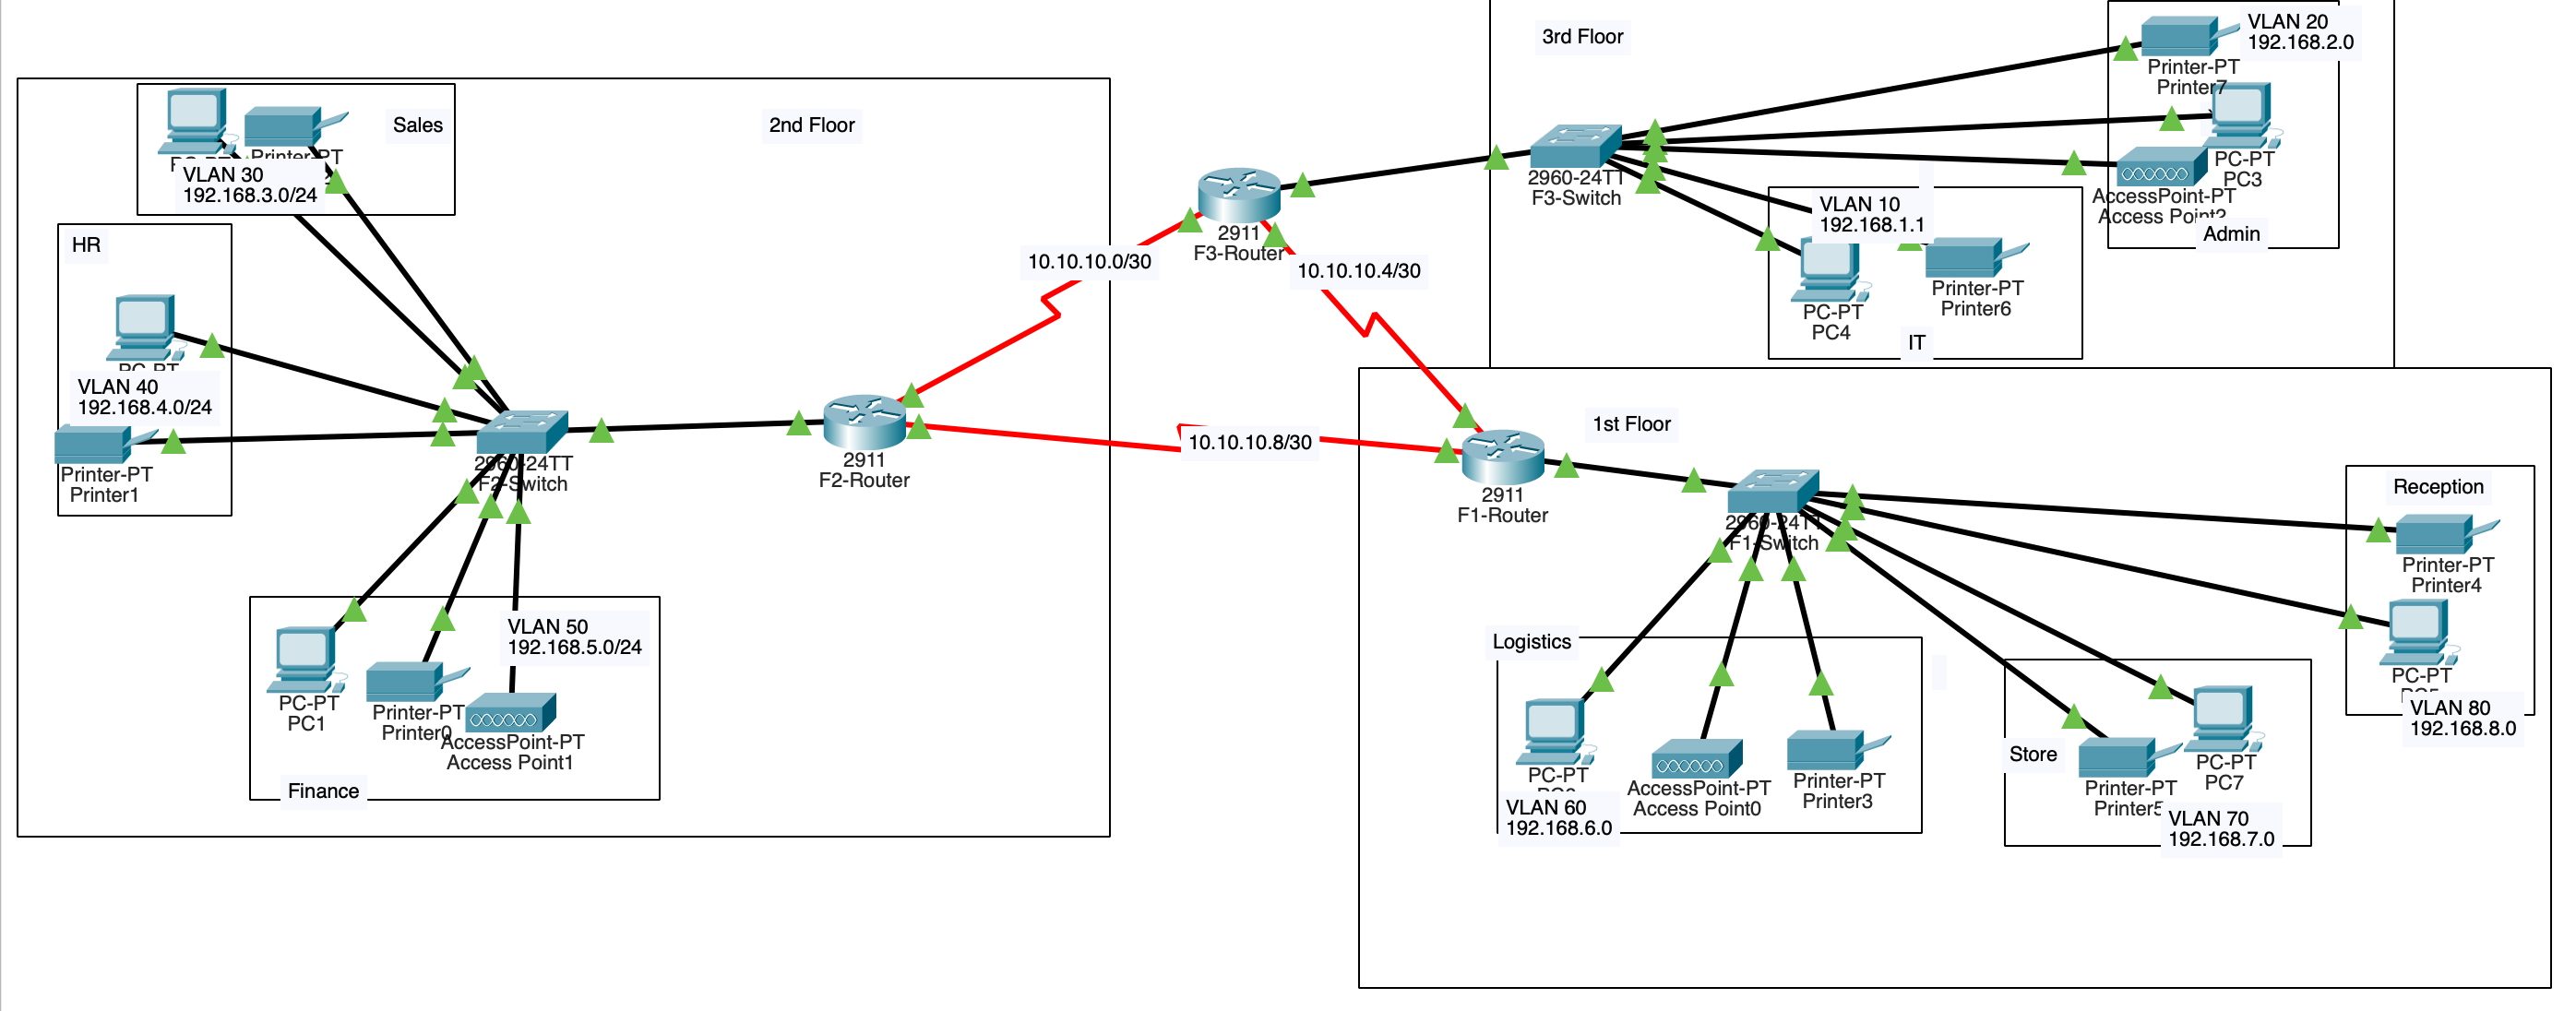 3rd Floor
VLAN 20
192.168.2.0
Printer-PT
Printer7
PC-PT
PC3
AccessPoint-PT
Access Point2
Admin
2960-24TT
F3-Switch
VLAN 10
192.168.1.1
PC-PT
PC4
Printer-PT
Printer6
IT
2911
F3-Router
10.10.10.0/30
10.10.10.4/30
2nd Floor
Sales
Printer-PT
VLAN 30
192.168.3.0/24
HR
PC-PT
VLAN 40
192.168.4.0/24
Printer-PT
Printer1
2960-24TT
F2-Switch
2911
F2-Router
10.10.10.8/30
VLAN 50
192.168.5.0/24
PC-PT
PC1
Printer-PT
Printer0
AccessPoint-PT
Access Point1
Finance
1st Floor
2911
F1-Router
2960-24TT
F1-Switch
Reception
Printer-PT
Printer4
PC-PT
VLAN 80
192.168.8.0
Logistics
PC-PT
VLAN 60
192.168.6.0
AccessPoint-PT
Access Point0
Printer-PT
Printer3
Store
Printer-PT
Printer5
PC-PT
PC7
VLAN 70
192.168.7.0